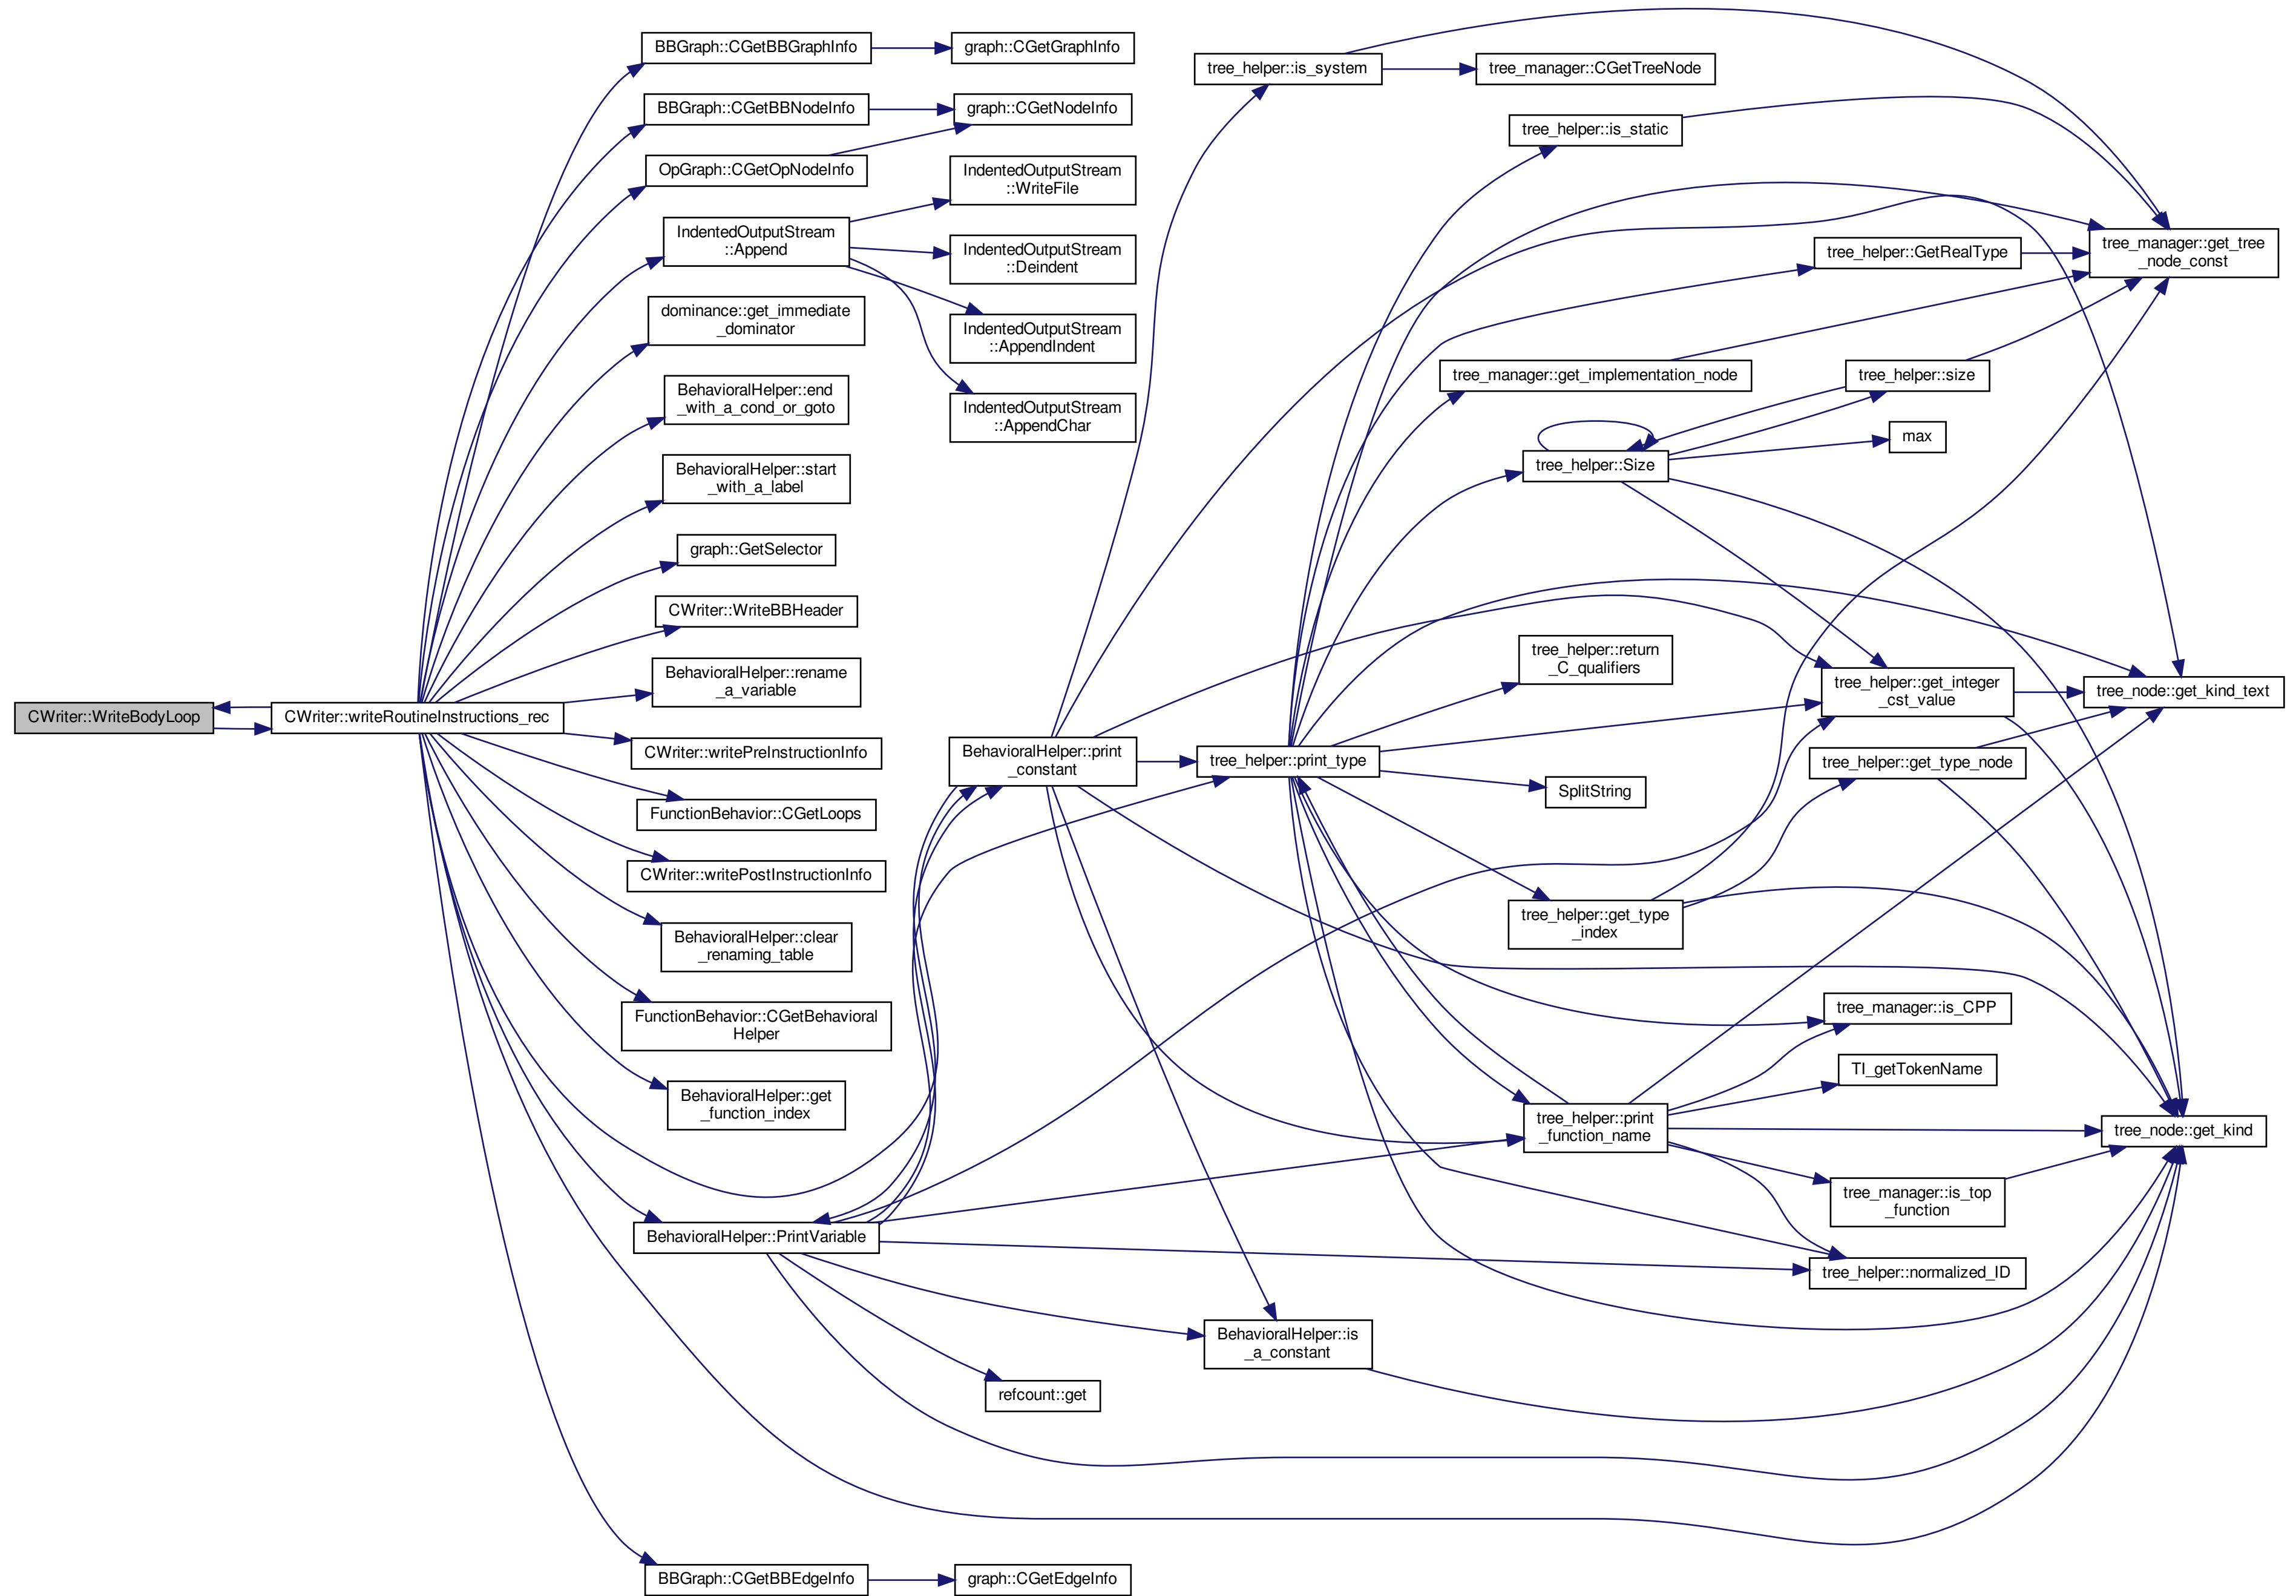 CWriter::WriteBodyLoop
CWriter::writeRoutineInstructions_rec
BBGraph::CGetBBGraphInfo
BBGraph::CGetBBNodeInfo
OpGraph::CGetOpNodeInfo
IndentedOutputStream
::Append
dominance::get_immediate
_dominator
BehavioralHelper::end
_with_a_cond_or_goto
BehavioralHelper::start
_with_a_label
graph::GetSelector
CWriter::WriteBBHeader
BehavioralHelper::rename
_a_variable
CWriter::writePreInstructionInfo
FunctionBehavior::CGetLoops
CWriter::writePostInstructionInfo
BehavioralHelper::clear
_renaming_table
FunctionBehavior::CGetBehavioral
Helper
BehavioralHelper::get
_function_index
BehavioralHelper::PrintVariable
BBGraph::CGetBBEdgeInfo
graph::CGetGraphInfo
graph::CGetNodeInfo
IndentedOutputStream
::WriteFile
IndentedOutputStream
::Deindent
IndentedOutputStream
::AppendIndent
IndentedOutputStream
::AppendChar
BehavioralHelper::print
_constant
refcount::get
graph::CGetEdgeInfo
tree_helper::is_system
tree_helper::print_type
BehavioralHelper::is
_a_constant
tree_manager::CGetTreeNode
tree_helper::is_static
tree_manager::get_implementation_node
tree_helper::Size
tree_helper::return
_C_qualifiers
SplitString
tree_helper::get_type
_index
tree_helper::print
_function_name
tree_helper::GetRealType
tree_helper::size
max
tree_helper::get_integer
_cst_value
tree_helper::get_type_node
tree_manager::is_CPP
TI_getTokenName
tree_manager::is_top
_function
tree_helper::normalized_ID
tree_manager::get_tree
_node_const
tree_node::get_kind_text
tree_node::get_kind